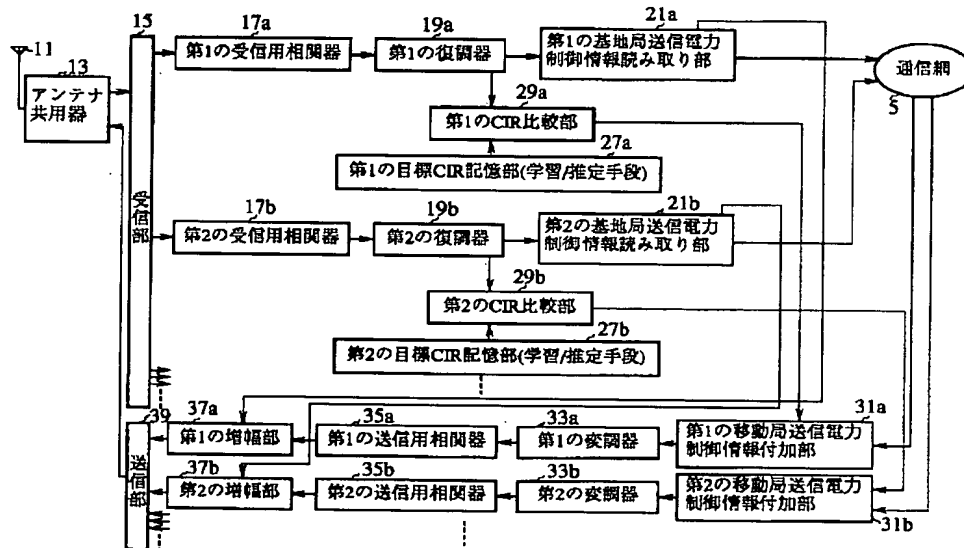 11
13
アンテナ
共用器
15
受信部
17a
第1の受信用相関器
19a
第1の復調器
21a
第1の基地局送信電力
制御情報読み取り部
通信網
5
29a
第1のCIR比較部
27a
第1の目標CIR記憶部(学習/推定手段)
17b
第2の受信用相関器
19b
第2の復調器
21b
第2の基地局送信電力
制御情報読み取り部
29b
第2のCIR比較部
27b
第2の目標CIR記憶部(学習/推定手段)
39
送信部
37a
第1の増幅部
35a
第1の送信用相関器
33a
第1の変調器
31a
第1の移動局送信電力
制御情報付加部
37b
第2の増幅部
35b
第2の送信用相関器
33b
第2の変調器
第2の移動局送信電力
制御情報付加部
31b